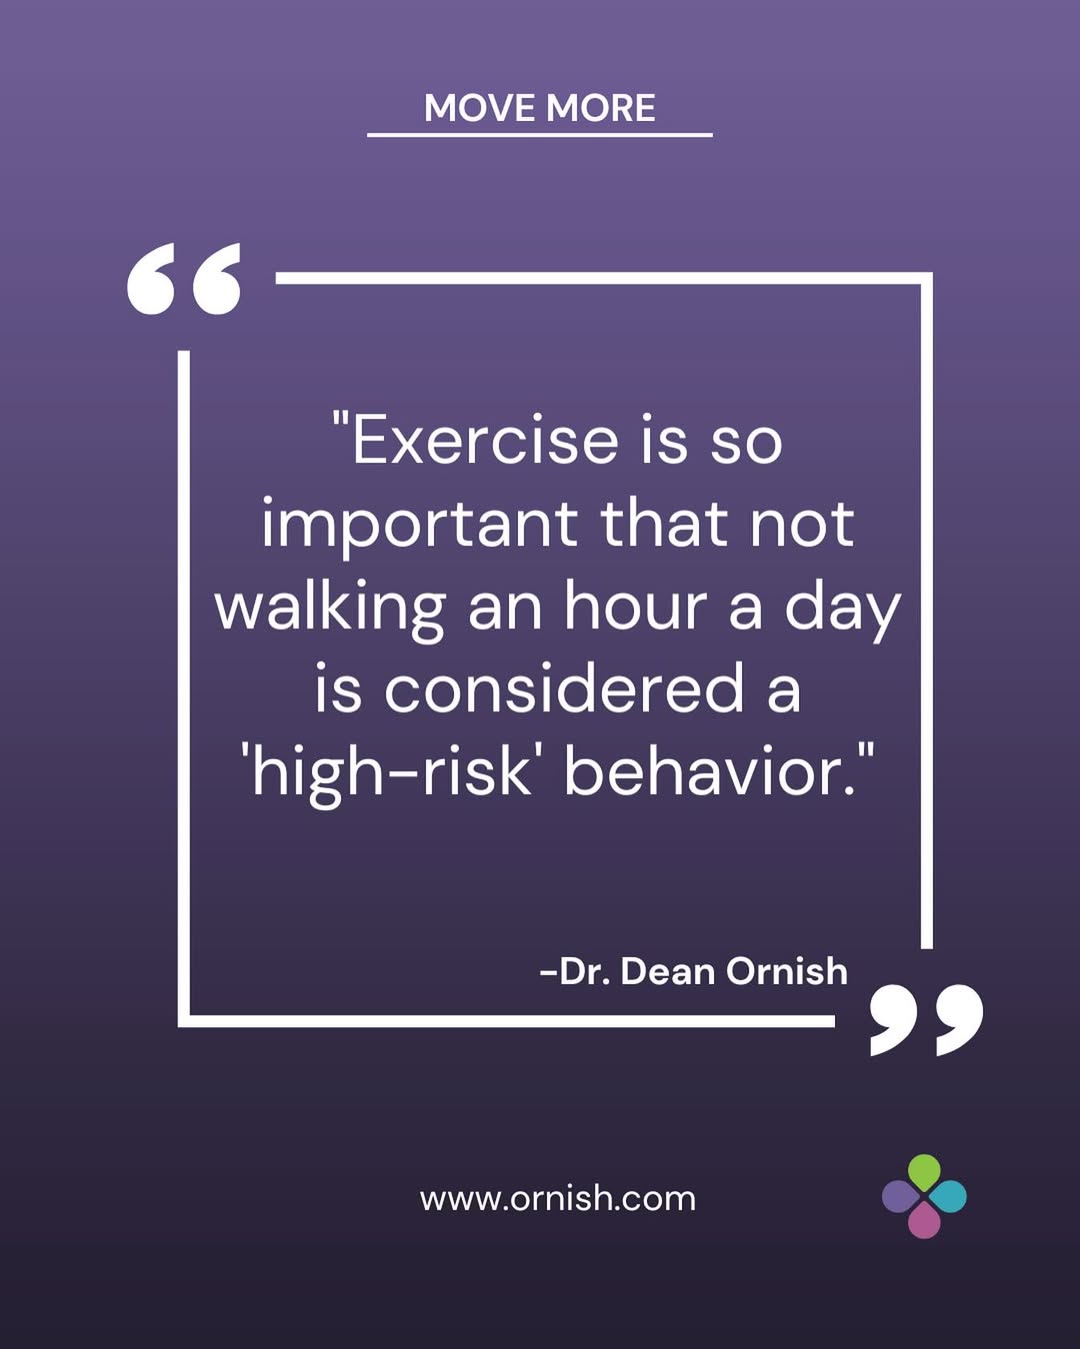 MOVE MORE
"Exercise is so
important that not
walking an hour a day
is considered a
'high-risk' behavior."
-Dr. Dean Ornish
www.ornish.com